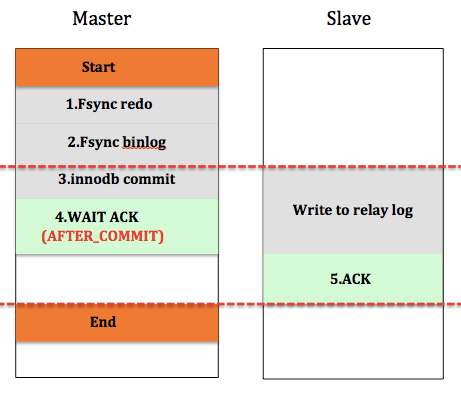 Master
Slave
Start
1.Fsync redo
2.Fsync binlog
3.innodb commit
4.WAIT ACK
(AFTER_COMMIT)
Write to relay log
5.ACK
End